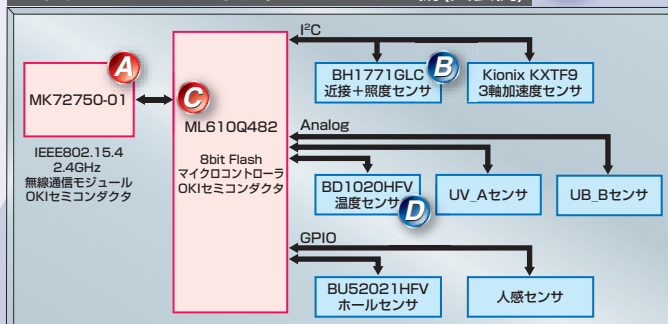 I²C
A
B
C
D
MK72750-01
IEEE802.15.4
2.4GHz
無線通信モジュール
OKIセミコンダクタ
ML610Q482
8bit Flash
マイクロコントローラ
OKIセミコンダクタ
BH1771GLC
近接+照度センサ
Kionix KXTF9
3軸加速度センサ
Analog
BD1020HFV
温度センサ
UV_Aセンサ
UB_Bセンサ
GPIO
BU52021HFV
ホールセンサ
人感センサ